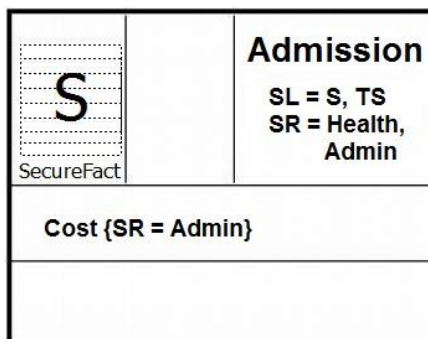 S
SecureFact
Admission
SL = S, TS
SR = Health,
Admin
Cost {SR = Admin}